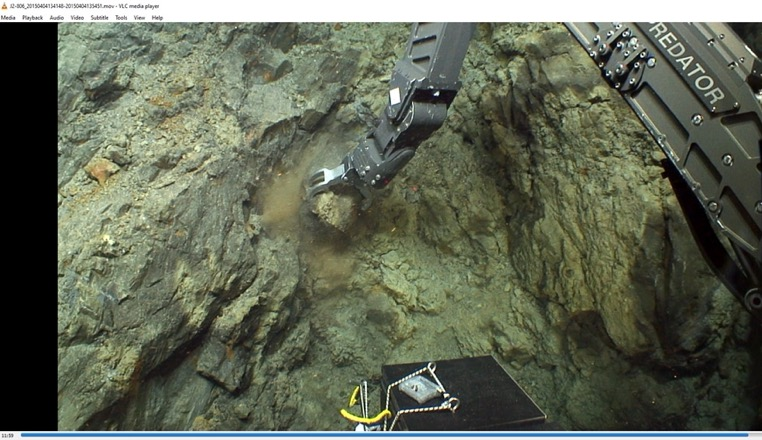 J2-806_20150404134148-20150404135451.mov - VLC media player
Media Playback Audio Video Subtitle Tools View Help
PREDATOR
11:59